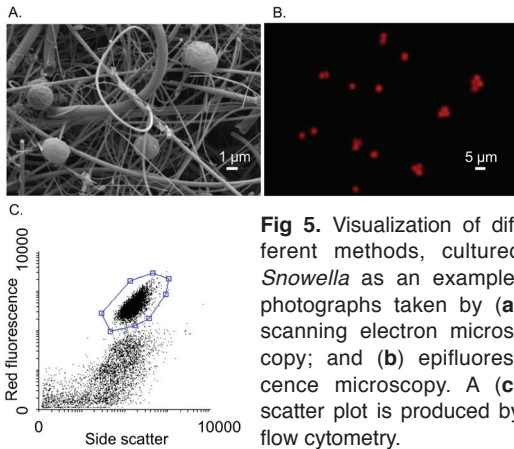 A.
1 µm
B.
5 µm
C.
10000
Red fluorescence
0
0
Side scatter
10000
Fig 5. Visualization of dif
ferent methods, cultured
Snowella as an example
photographs taken by (a
scanning electron micros
copy; and (b) epifluores
cence microscopy. A (c
scatter plot is produced by
flow cytometry.